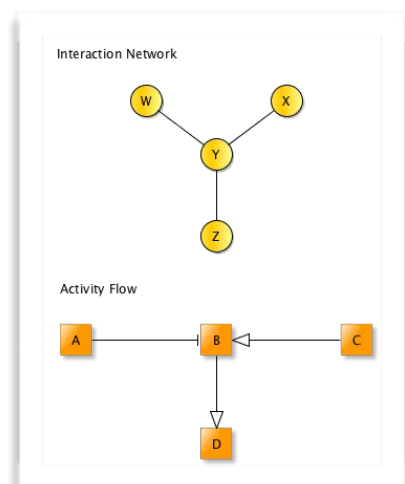 Interaction Network
W X
Y
Z
Activity Flow
A B C
D